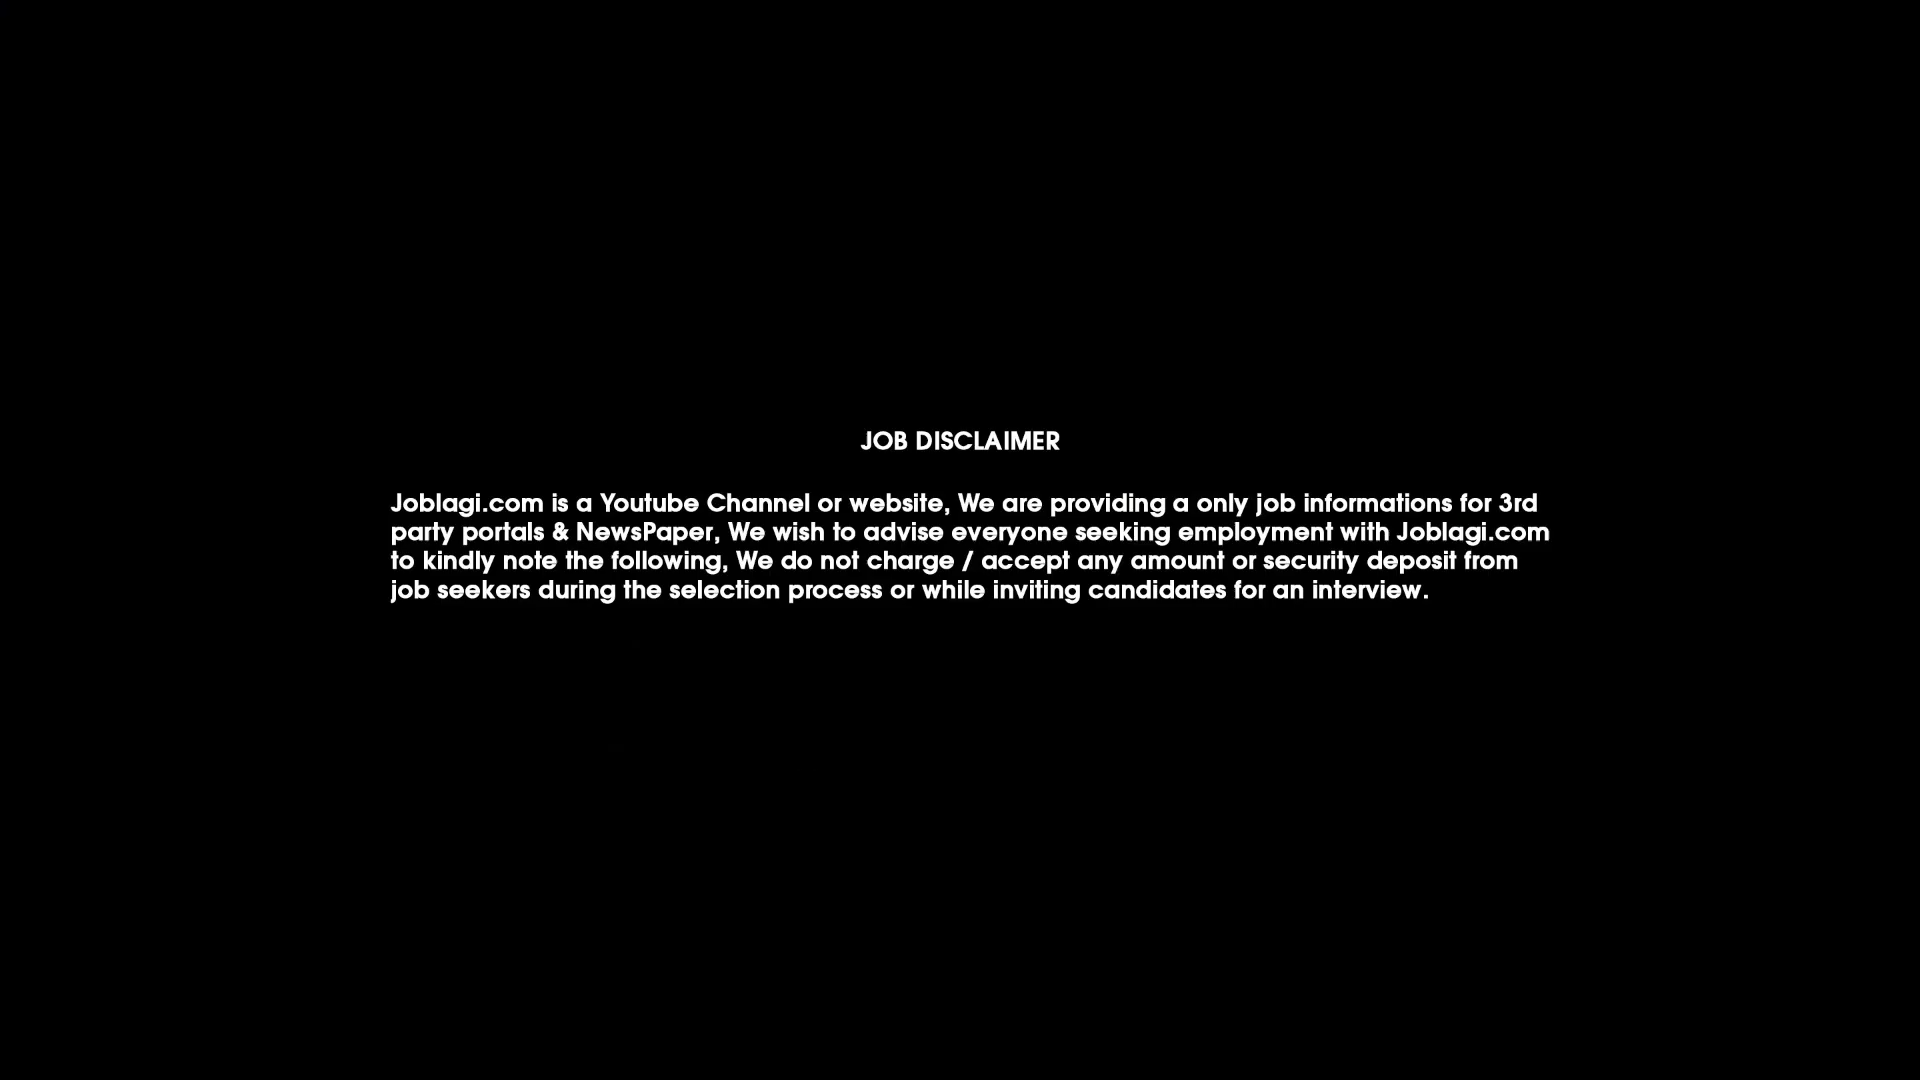 JOB DISCLAIMER
Joblagi.com is a Youtube Channel or website, We are providing a only job informations for 3rd
party portals & NewsPaper, We wish to advise everyone seeking employment with Joblagi.com
to kindly note the following, We do not charge / accept any amount or security deposit from
job seekers during the selection process or while inviting candidates for an interview.